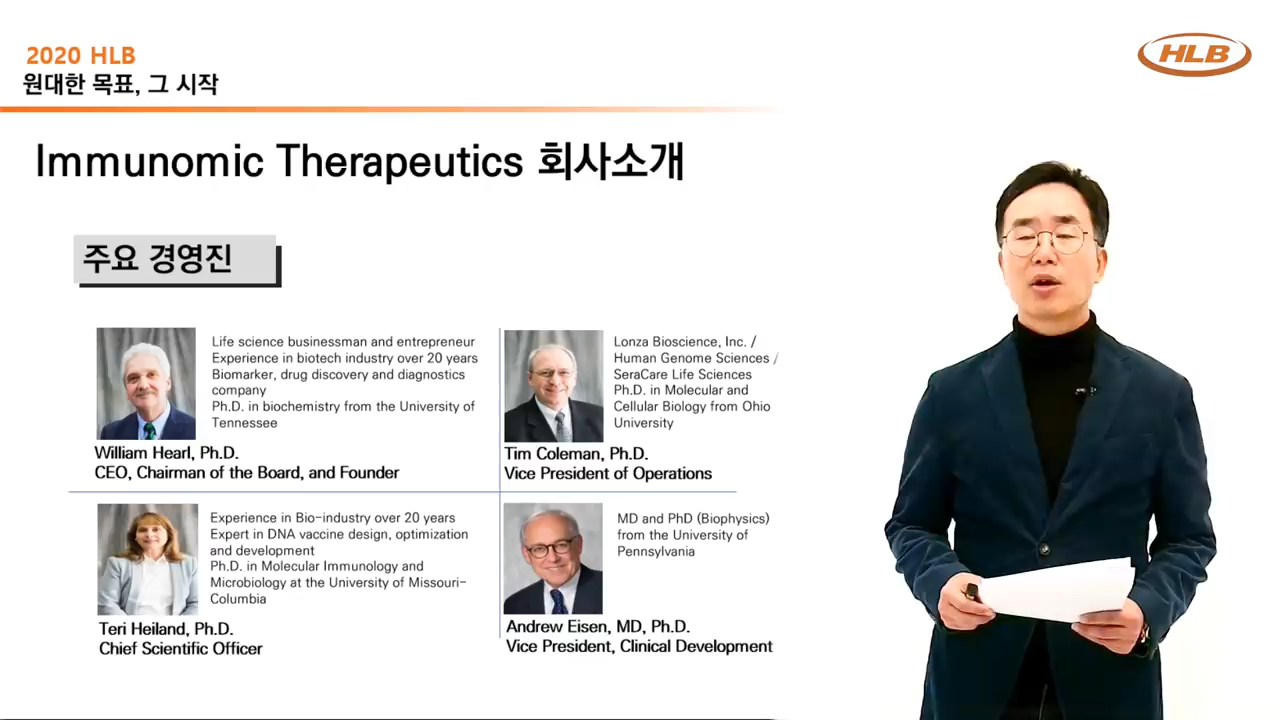 2020 HLB
원대한 목표, 그 시작
HLB
Immunomic Therapeutics 회사소개
주요 경영진
Life science businessman and entrepreneur
Experience in biotech industry over 20 years
Biomarker, drug discovery and diagnostics
company
Ph.D. in biochemistry from the University of
Tennessee
William Hearl, Ph.D.
CEO, Chairman of the Board, and Founder
Lonza Bioscience, Inc. /
Human Genome Sciences /
SeraCare Life Sciences
Ph.D. in Molecular and
Cellular Biology from Ohio
University
Tim Coleman, Ph.D.
Vice President of Operations
Experience in Bio-industry over 20 years
Expert in DNA vaccine design, optimization
and development
Ph.D. in Molecular Immunology and
Microbiology at the University of Missouri-
Columbia
Teri Heiland, Ph.D.
Chief Scientific Officer
MD and PhD (Biophysics)
from the University of
Pennsylvania
Andrew Eisen, MD, Ph.D.
Vice President, Clinical Development